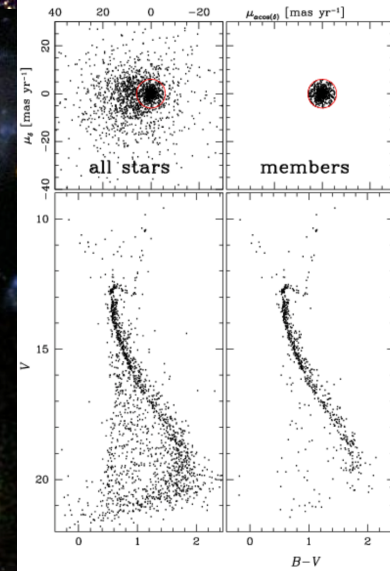 40 20 0 −20
μαcos(δ) [mas yr⁻¹]
20
0
−20
−40
μδ [mas yr⁻¹]
all stars
members
10
15
20
V
0 1 2
0 1 2
B−V